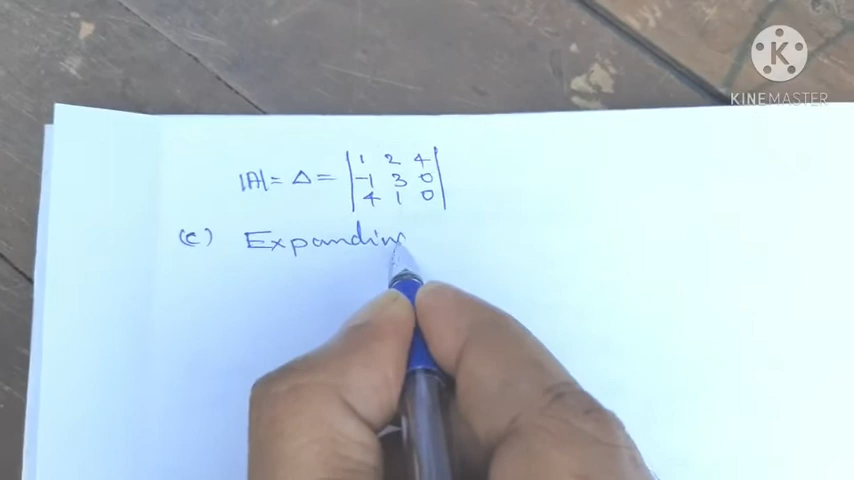 K
KINEMASTER
|A| = Δ = | 1 2 4 |
| -1 3 0 |
| 4 1 0 |
(c) Expandin